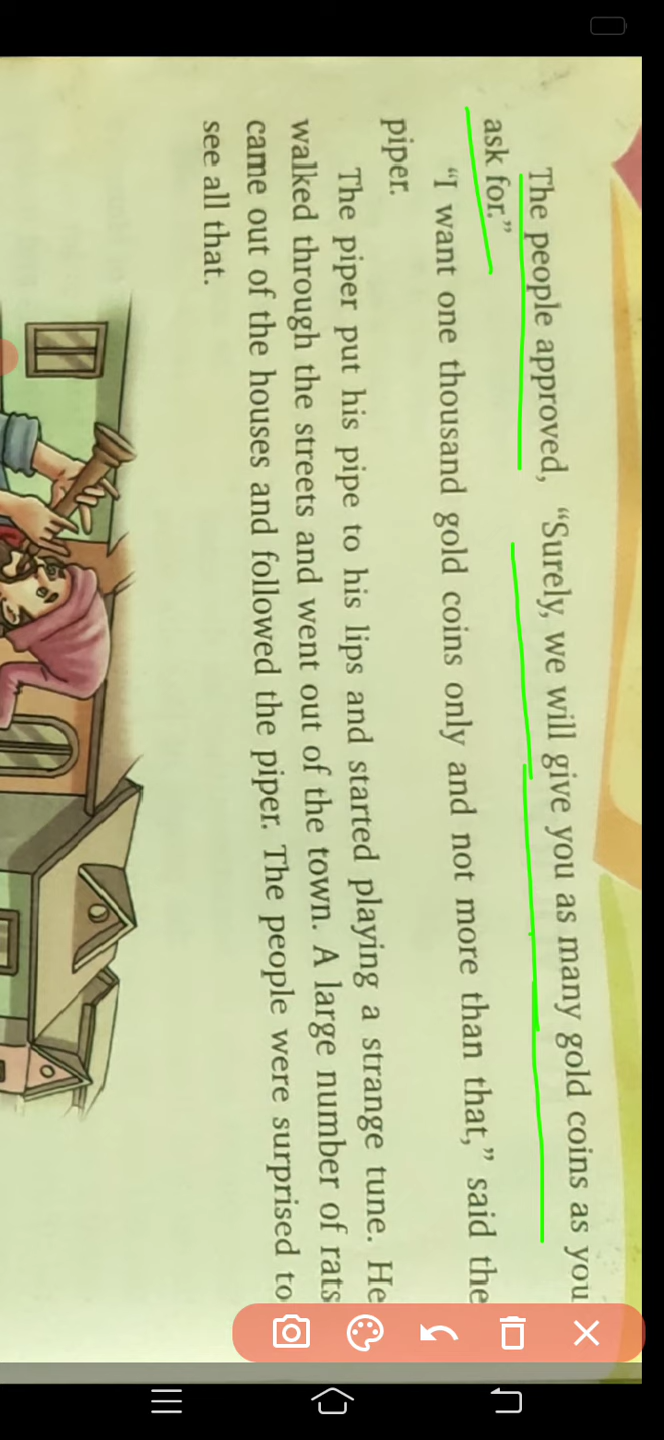 The people approved, “Surely, we will give you as many gold coins as you
ask for.”
“I want one thousand gold coins only and not more than that,” said the
piper.
The piper put his pipe to his lips and started playing a strange tune. He
walked through the streets and went out of the town. A large number of rats
came out of the houses and followed the piper. The people were surprised to
see all that.